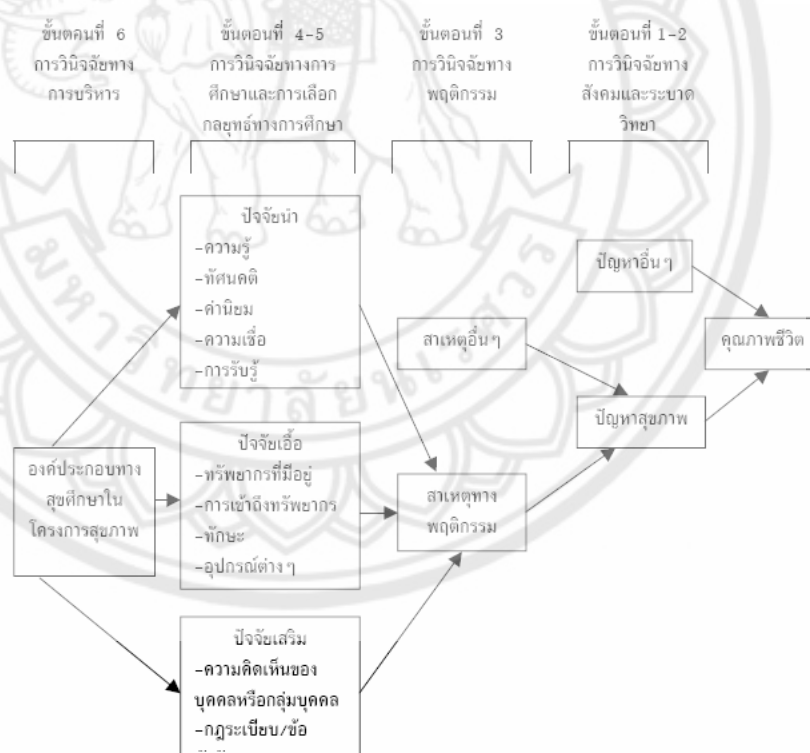 ขั้นตอนที่ 6
การวินิจฉัยทาง
การบริหาร
ขั้นตอนที่ 4-5
การวินิจฉัยทางการ
ศึกษาและการเลือก
กลยุทธ์ทางการศึกษา
ขั้นตอนที่ 3
การวินิจฉัยทาง
พฤติกรรม
ขั้นตอนที่ 1-2
การวินิจฉัยทาง
สังคมและระบาด
วิทยา
ปัจจัยนำ
-ความรู้
-ทัศนคติ
-ค่านิยม
-ความเชื่อ
-การรับรู้
ปัญหาอื่นๆ
สาเหตุอื่นๆ
คุณภาพชีวิต
ปัญหาสุขภาพ
องค์ประกอบทาง
สุขศึกษาใน
โครงการสุขภาพ
ปัจจัยเอื้อ
-ทรัพยากรที่มีอยู่
-การเข้าถึงทรัพยากร
-ทักษะ
-อุปกรณ์ต่างๆ
สาเหตุทาง
พฤติกรรม
ปัจจัยเสริม
-ความคิดเห็นของ
บุคคลหรือกลุ่มบุคคล
-กฎระเบียบ/ข้อ
มหาวิทยาลัยนเรศวร